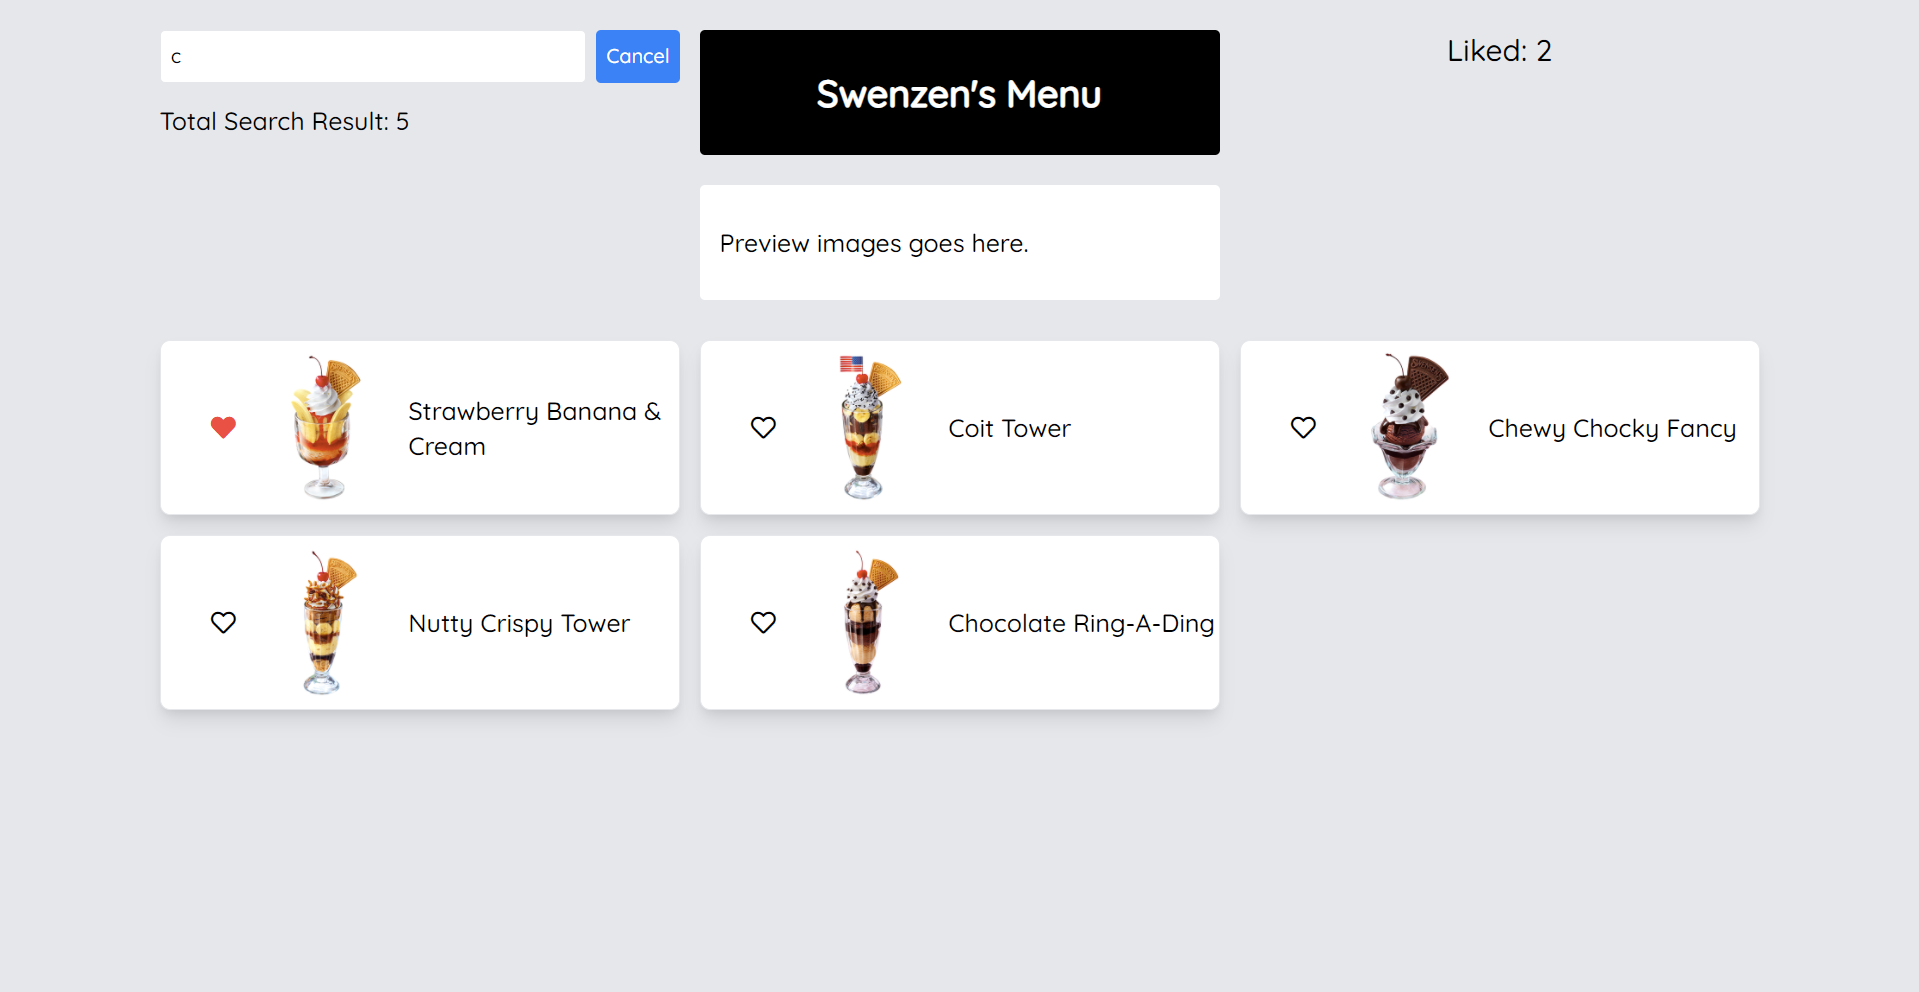 c
Cancel
Total Search Result: 5
Swenzen's Menu
Liked: 2
Preview images goes here.
Strawberry Banana &
Cream
Coit Tower
Chewy Chocky Fancy
Nutty Crispy Tower
Chocolate Ring-A-Ding